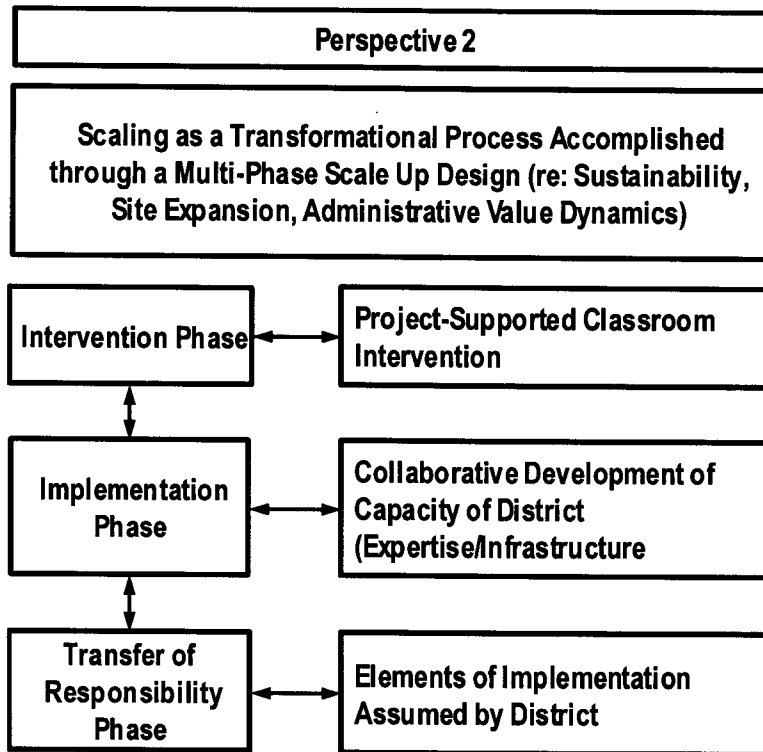 Perspective 2
Scaling as a Transformational Process Accomplished
through a Multi-Phase Scale Up Design (re: Sustainability,
Site Expansion, Administrative Value Dynamics)
Intervention Phase
Project-Supported Classroom
Intervention
Implementation
Phase
Collaborative Development of
Capacity of District
(Expertise/Infrastructure
Transfer of
Responsibility
Phase
Elements of Implementation
Assumed by District